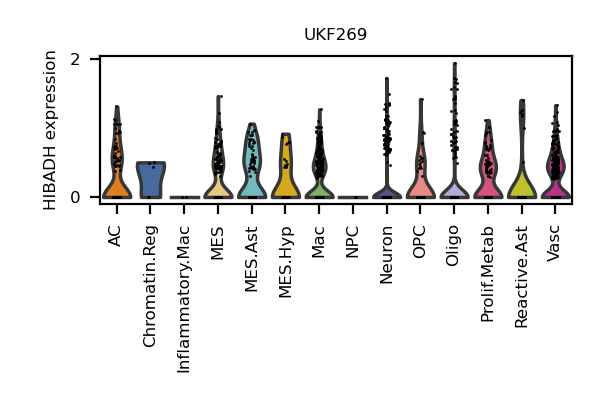 UKF269
HIBADH expression
2
0
AC
Chromatin.Reg
Inflammatory.Mac
MES
MES.Ast
MES.Hyp
Mac
NPC
Neuron
OPC
Oligo
Prolif.Metab
Reactive.Ast
Vasc